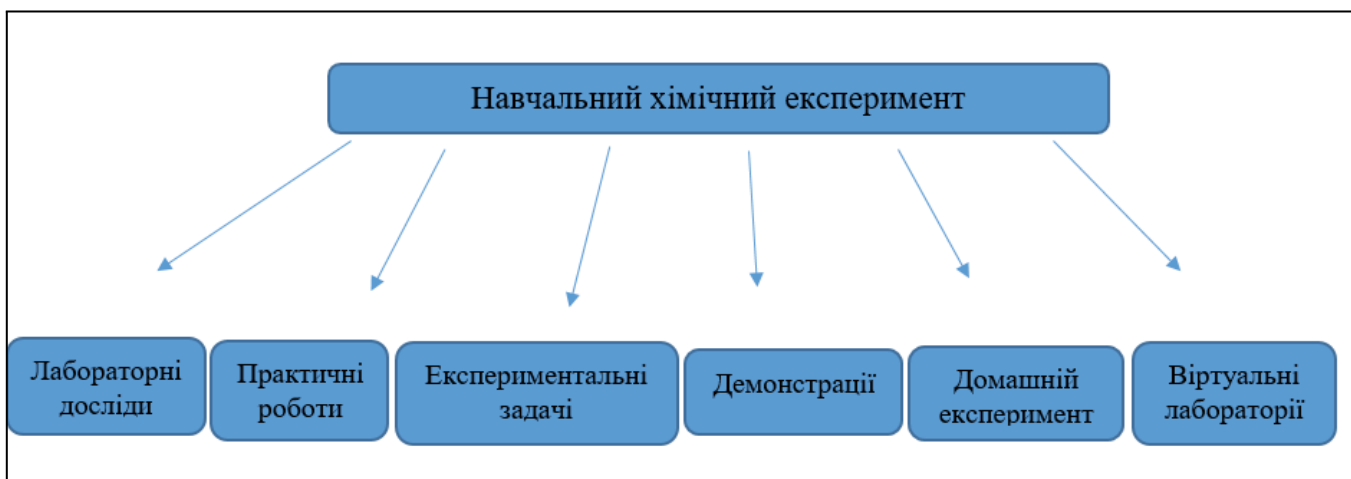 Навчальний хімічний експеримент
Лабораторні
досліди
Практичні
роботи
Експериментальні
задачі
Демонстрації
Домашній
експеримент
Віртуальні
лабораторії